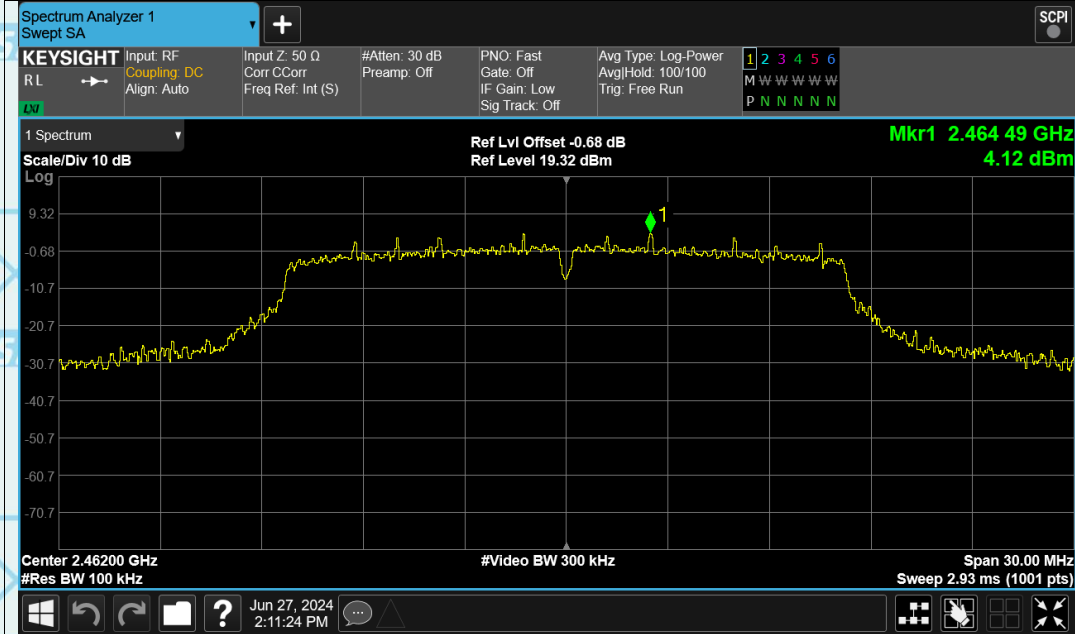 Spectrum Analyzer 1
Swept SA
+
SCPI
KEYSIGHT
R L
LXI
Input: RF
Coupling: DC
Align: Auto
Input Z: 50 Ω
Corr CCorr
Freq Ref: Int (S)
#Atten: 30 dB
Preamp: Off
PNO: Fast
Gate: Off
IF Gain: Low
Sig Track: Off
Avg Type: Log-Power
Avg|Hold: 100/100
Trig: Free Run
1 2 3 4 5 6
M W W W W W
P N N N N N
1 Spectrum
Scale/Div 10 dB
Ref Lvl Offset -0.68 dB
Ref Level 19.32 dBm
Mkr1 2.464 49 GHz
4.12 dBm
Log
9.32
-0.68
-10.7
-20.7
-30.7
-40.7
-50.7
-60.7
-70.7
1
Center 2.46200 GHz
#Video BW 300 kHz
Span 30.00 MHz
#Res BW 100 kHz
Sweep 2.93 ms (1001 pts)
?
Jun 27, 2024
2:11:24 PM